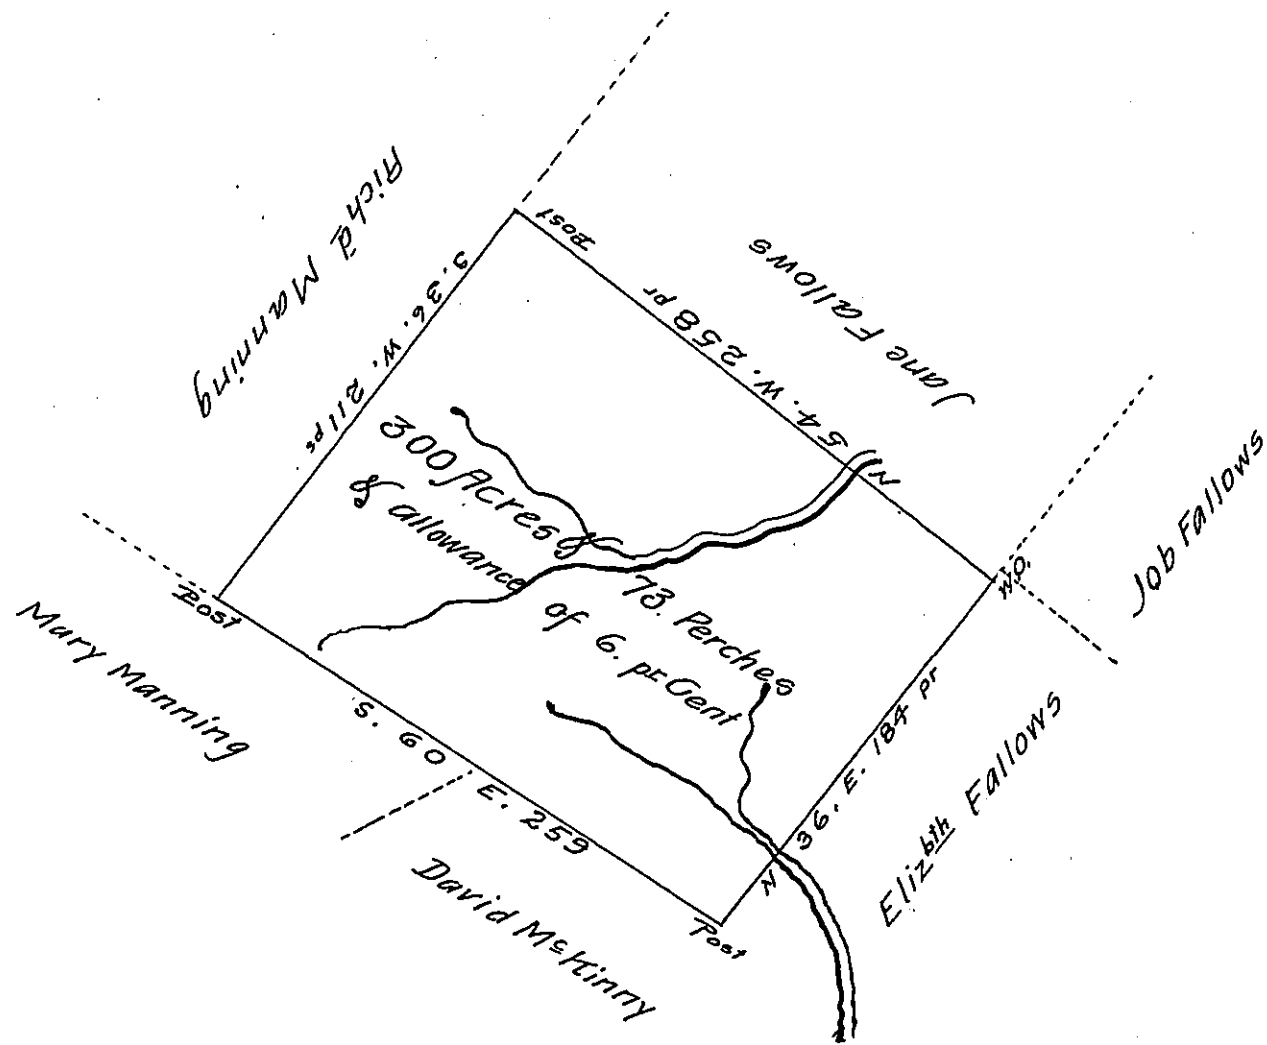 Rich'd Manning
S. 36. W. 211 ps
Post
N 54. W. 258 pr
Jane Fallows
300 Acres & 73. Perches
& allowance of 6. pr Cent
W.O.
Job Fallows
N 36. E. 184 pr
Elizbth Fallows
Post
Mary Manning
S. 60 E. 259
David McKinny
Post